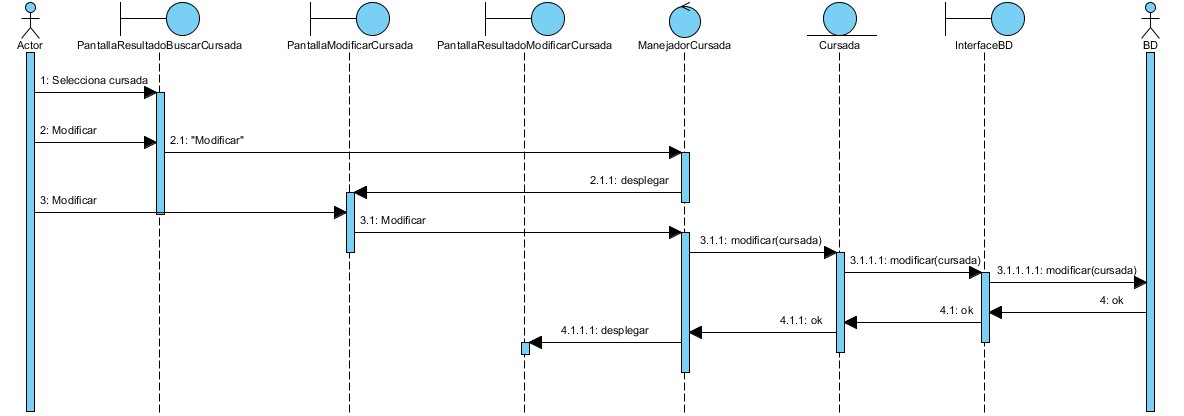 Actor
PantallaResultadoBuscarCursada
PantallaModificarCursada
PantallaResultadoModificarCursada
ManejadorCursada
Cursada
InterfaceBD
BD
1: Selecciona cursada
2: Modificar
2.1: "Modificar"
2.1.1: desplegar
3: Modificar
3.1: Modificar
3.1.1: modificar(cursada)
3.1.1.1: modificar(cursada)
3.1.1.1.1: modificar(cursada)
4: ok
4.1: ok
4.1.1: ok
4.1.1.1: desplegar